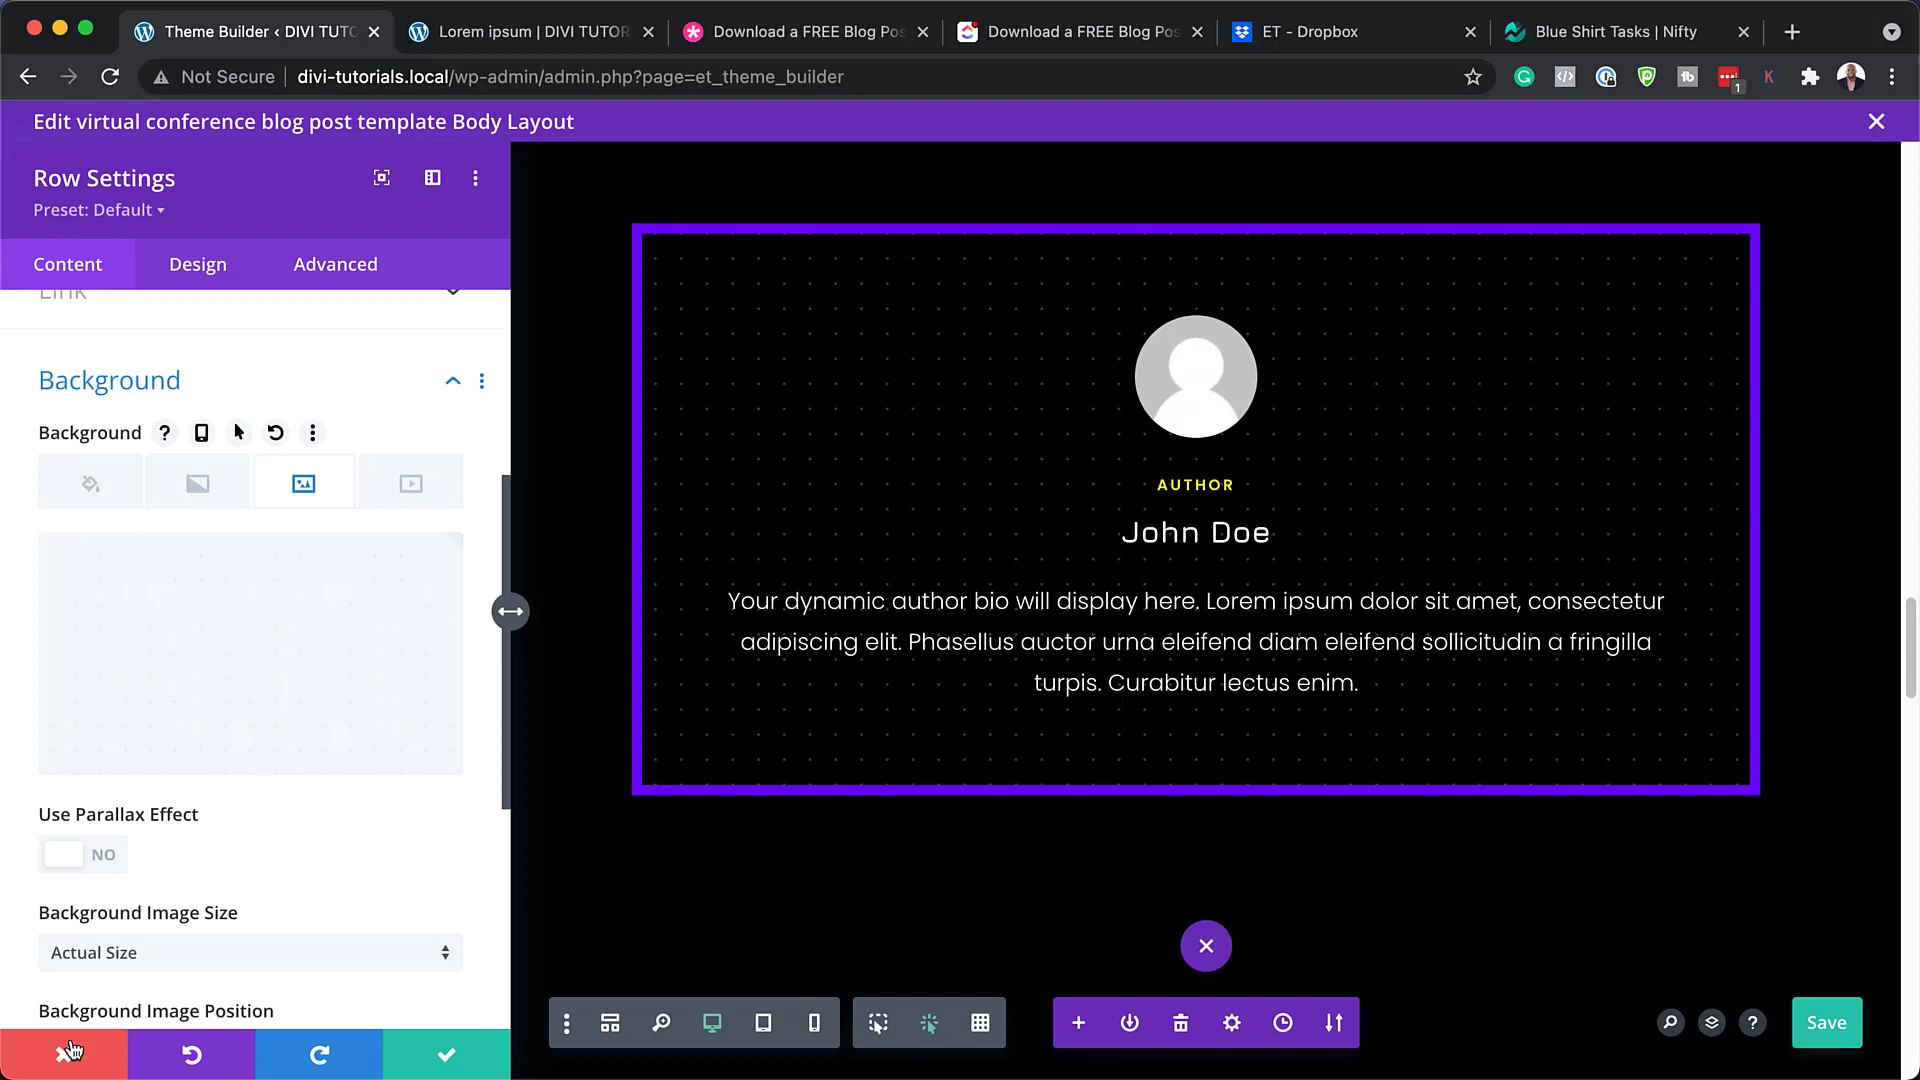 Theme Builder ‹ DIVI TUTO
Lorem ipsum | DIVI TUTOR
Download a FREE Blog Pos
Download a FREE Blog Pos
ET - Dropbox
Blue Shirt Tasks | Nifty
Not Secure
divi-tutorials.local/wp-admin/admin.php?page=et_theme_builder
1
Edit virtual conference blog post template Body Layout
Row Settings
Preset: Default
Content
Design
Advanced
Link
Background
Background
Use Parallax Effect
NO
Background Image Size
Actual Size
Background Image Position
AUTHOR
John Doe
Your dynamic author bio will display here. Lorem ipsum dolor sit amet, consectetur
adipiscing elit. Phasellus auctor urna eleifend diam eleifend sollicitudin a fringilla
turpis. Curabitur lectus enim.
Save